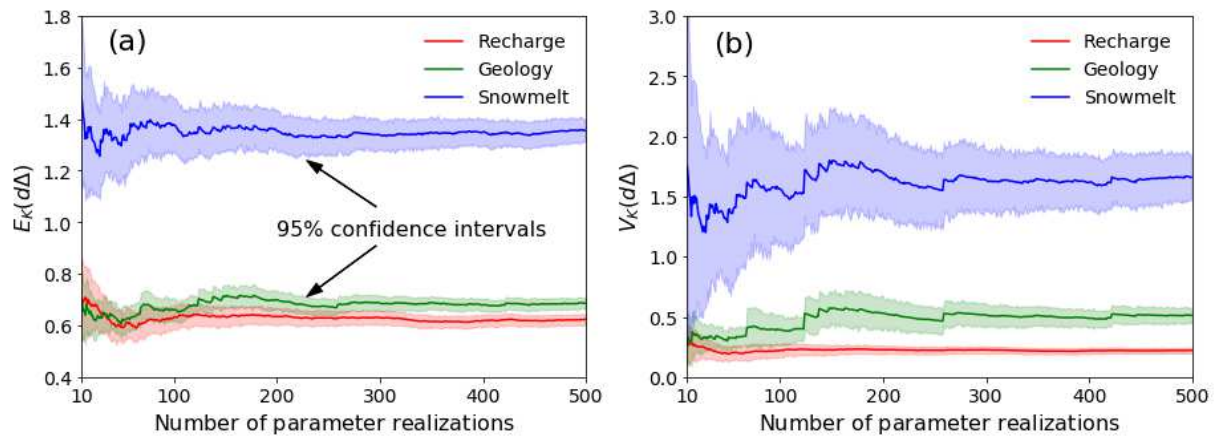 (a)
Recharge
Geology
Snowmelt
95% confidence intervals
E_K(dΔ)
1.8
1.6
1.4
1.2
1.0
0.8
0.6
0.4
10 100 200 300 400 500
Number of parameter realizations
(b)
Recharge
Geology
Snowmelt
V_K(dΔ)
3.0
2.5
2.0
1.5
1.0
0.5
0.0
10 100 200 300 400 500
Number of parameter realizations